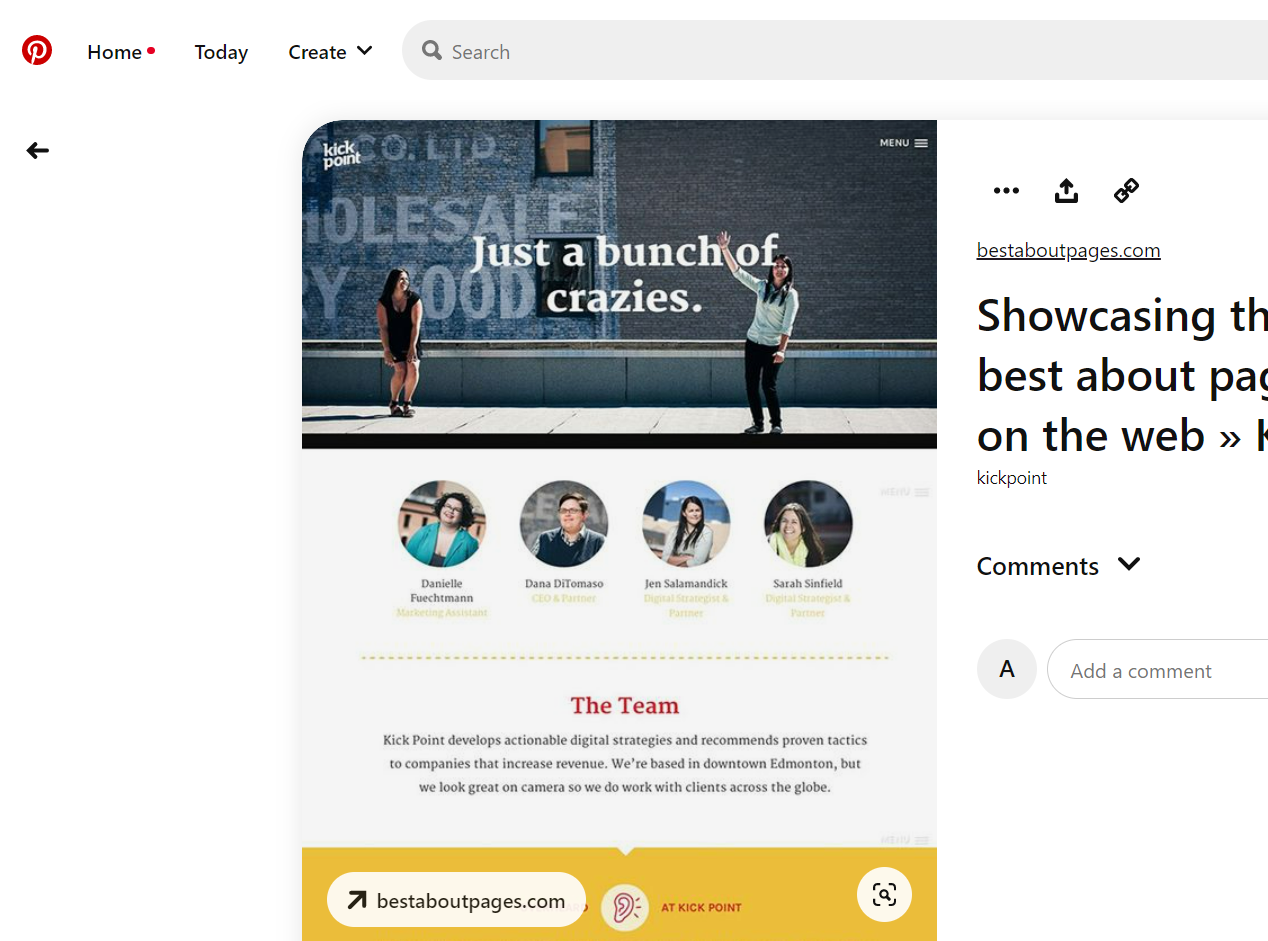 Home
Today
Create
Search
CO. LTD
WHOLESALE
DRY GOOD
kick
point
MENU
Just a bunch of
crazies.
Danielle
Fuechtmann
Marketing Assistant
Dana DiTomaso
CEO & Partner
Jen Salamandick
Digital Strategist &
Partner
Sarah Sinfield
Digital Strategist &
Partner
MENU
The Team
Kick Point develops actionable digital strategies and recommends proven tactics
to companies that increase revenue. We're based in downtown Edmonton, but
we look great on camera so we do work with clients across the globe.
MENU
bestaboutpages.com
AT KICK POINT
bestaboutpages.com
Showcasing th
best about pag
on the web » K
kickpoint
Comments
A
Add a comment